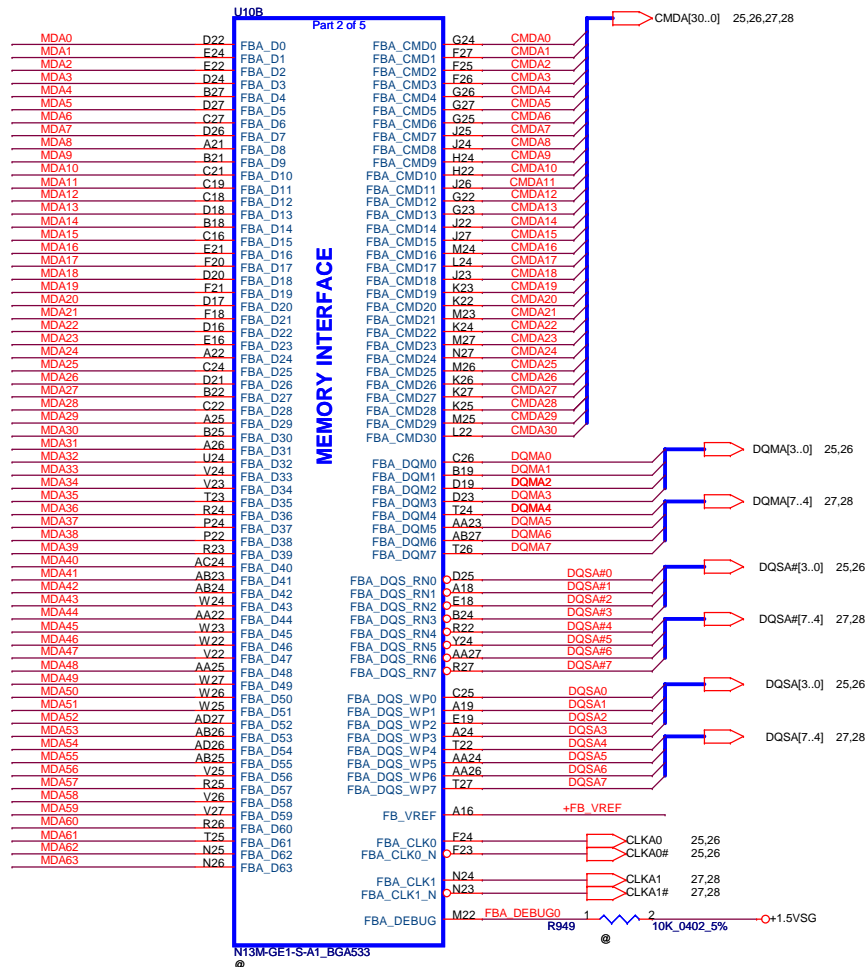 U10B
Part 2 of 5
CMDA[30..0] 25,26,27,28
MDA0 D22 FBA_D0 FBA_CMD0 G24 CMDA0
MDA1 E24 FBA_D1 FBA_CMD1 F27 CMDA1
MDA2 E22 FBA_D2 FBA_CMD2 F25 CMDA2
MDA3 D24 FBA_D3 FBA_CMD3 F26 CMDA3
MDA4 B27 FBA_D4 FBA_CMD4 G26 CMDA4
MDA5 D27 FBA_D5 FBA_CMD5 G27 CMDA5
MDA6 C27 FBA_D6 FBA_CMD6 G25 CMDA6
MDA7 D26 FBA_D7 FBA_CMD7 J25 CMDA7
MDA8 A21 FBA_D8 FBA_CMD8 J24 CMDA8
MDA9 B21 FBA_D9 FBA_CMD9 H24 CMDA9
MDA10 C21 FBA_D10 FBA_CMD10 H22 CMDA10
MDA11 C19 FBA_D11 FBA_CMD11 J26 CMDA11
MDA12 C18 FBA_D12 FBA_CMD12 G22 CMDA12
MDA13 D18 FBA_D13 FBA_CMD13 G23 CMDA13
MDA14 B18 FBA_D14 FBA_CMD14 J22 CMDA14
MDA15 C16 FBA_D15 FBA_CMD15 J27 CMDA15
MDA16 E21 FBA_D16 FBA_CMD16 M24 CMDA16
MDA17 F20 FBA_D17 FBA_CMD17 L24 CMDA17
MDA18 D20 FBA_D18 FBA_CMD18 J23 CMDA18
MDA19 F21 FBA_D19 FBA_CMD19 K23 CMDA19
MDA20 D17 FBA_D20 FBA_CMD20 K22 CMDA20
MDA21 F18 FBA_D21 FBA_CMD21 M23 CMDA21
MDA22 D16 FBA_D22 FBA_CMD22 K24 CMDA22
MDA23 E16 FBA_D23 FBA_CMD23 M27 CMDA23
MDA24 A22 FBA_D24 FBA_CMD24 N27 CMDA24
MDA25 C24 FBA_D25 FBA_CMD25 M26 CMDA25
MDA26 D21 FBA_D26 FBA_CMD26 K26 CMDA26
MDA27 B22 FBA_D27 FBA_CMD27 K27 CMDA27
MDA28 C22 FBA_D28 FBA_CMD28 K25 CMDA28
MDA29 A25 FBA_D29 FBA_CMD29 M25 CMDA29
MDA30 B25 FBA_D30 FBA_CMD30 L22 CMDA30
MEMORY INTERFACE
MDA31 A26 FBA_D31
MDA32 U24 FBA_D32 FBA_DQM0 C26 DQMA0 DQMA[3..0] 25,26
MDA33 V24 FBA_D33 FBA_DQM1 B19 DQMA1
MDA34 V23 FBA_D34 FBA_DQM2 D19 DQMA2
MDA35 T23 FBA_D35 FBA_DQM3 D23 DQMA3
MDA36 R24 FBA_D36 FBA_DQM4 T24 DQMA4 DQMA[7..4] 27,28
MDA37 P24 FBA_D37 FBA_DQM5 AA23 DQMA5
MDA38 P22 FBA_D38 FBA_DQM6 AB27 DQMA6
MDA39 R23 FBA_D39 FBA_DQM7 T26 DQMA7
MDA40 AC24 FBA_D40
MDA41 AB23 FBA_D41 FBA_DQS_RN0 D25 DQSA#0 DQSA#[3..0] 25,26
MDA42 AB24 FBA_D42 FBA_DQS_RN1 A18 DQSA#1
MDA43 W24 FBA_D43 FBA_DQS_RN2 E18 DQSA#2
MDA44 AA22 FBA_D44 FBA_DQS_RN3 B24 DQSA#3
MDA45 W23 FBA_D45 FBA_DQS_RN4 R22 DQSA#4 DQSA#[7..4] 27,28
MDA46 W22 FBA_D46 FBA_DQS_RN5 Y24 DQSA#5
MDA47 V22 FBA_D47 FBA_DQS_RN6 AA27 DQSA#6
MDA48 AA25 FBA_D48 FBA_DQS_RN7 R27 DQSA#7
MDA49 W27 FBA_D49
MDA50 W26 FBA_D50 FBA_DQS_WP0 C25 DQSA0 DQSA[3..0] 25,26
MDA51 W25 FBA_D51 FBA_DQS_WP1 A19 DQSA1
MDA52 AD27 FBA_D52 FBA_DQS_WP2 E19 DQSA2
MDA53 AB26 FBA_D53 FBA_DQS_WP3 A24 DQSA3
MDA54 AD26 FBA_D54 FBA_DQS_WP4 T22 DQSA4 DQSA[7..4] 27,28
MDA55 AB25 FBA_D55 FBA_DQS_WP5 AA24 DQSA5
MDA56 V25 FBA_D56 FBA_DQS_WP6 AA26 DQSA6
MDA57 R25 FBA_D57 FBA_DQS_WP7 T27 DQSA7
MDA58 V26 FBA_D58
MDA59 V27 FBA_D59 FB_VREF A16 +FB_VREF
MDA60 R26 FBA_D60
MDA61 T25 FBA_D61 FBA_CLK0 F24 CLKA0 25,26
MDA62 N25 FBA_D62 FBA_CLK0_N F23 CLKA0# 25,26
MDA63 N26 FBA_D63
FBA_CLK1 N24 CLKA1 27,28
FBA_CLK1_N N23 CLKA1# 27,28
FBA_DEBUG M22 FBA_DEBUG0 1 2 +1.5VSG
R949 10K_0402_5%
@
N13M-GE1-S-A1_BGA533
@